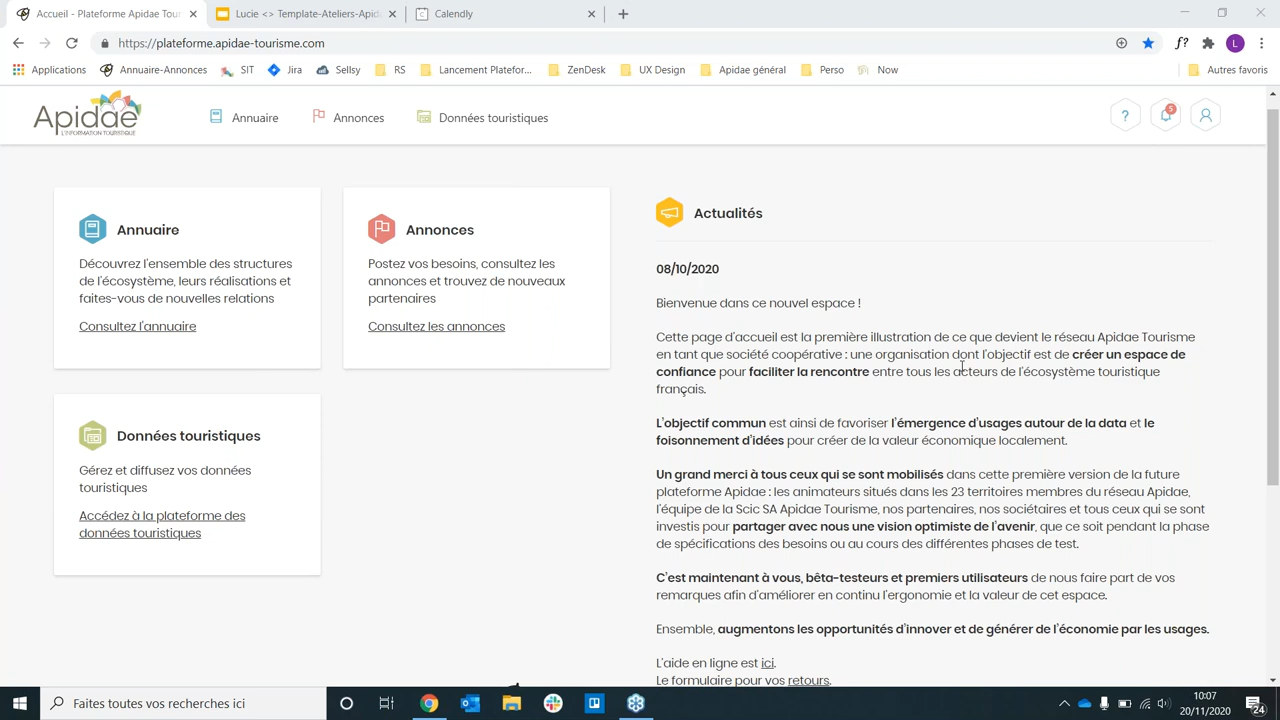 Accueil - Plateforme Apidae Tour
Lucie <> Template-Ateliers-Apid
Calendly
https://plateforme.apidae-tourisme.com
f?
L
Applications
Annuaire-Annonces
SIT
Jira
Sellsy
RS
Lancement Platefor...
ZenDesk
UX Design
Apidae général
Perso
Now
Autres favoris
Apidae
L'INFORMATION TOURISTIQUE
Annuaire
Annonces
Données touristiques
?
5
Annuaire
Découvrez l'ensemble des structures
de l'écosystème, leurs réalisations et
faites-vous de nouvelles relations
Consultez l'annuaire
Annonces
Postez vos besoins, consultez les
annonces et trouvez de nouveaux
partenaires
Consultez les annonces
Données touristiques
Gérez et diffusez vos données
touristiques
Accédez à la plateforme des
données touristiques
Actualités
08/10/2020
Bienvenue dans ce nouvel espace !
Cette page d'accueil est la première illustration de ce que devient le réseau Apidae Tourisme
en tant que société coopérative : une organisation dont l'objectif est de créer un espace de
confiance pour faciliter la rencontre entre tous les acteurs de l'écosystème touristique
français.
L'objectif commun est ainsi de favoriser l'émergence d'usages autour de la data et le
foisonnement d'idées pour créer de la valeur économique localement.
Un grand merci à tous ceux qui se sont mobilisés dans cette première version de la future
plateforme Apidae : les animateurs situés dans les 23 territoires membres du réseau Apidae,
l'équipe de la Scic SA Apidae Tourisme, nos partenaires, nos sociétaires et tous ceux qui se sont
investis pour partager avec nous une vision optimiste de l'avenir, que ce soit pendant la phase
de spécifications des besoins ou au cours des différentes phases de test.
C'est maintenant à vous, bêta-testeurs et premiers utilisateurs de nous faire part de vos
remarques afin d'améliorer en continu l'ergonomie et la valeur de cet espace.
Ensemble, augmentons les opportunités d'innover et de générer de l'économie par les usages.
L'aide en ligne est ici.
Le formulaire pour vos retours.
Faites toutes vos recherches ici
10:07
20/11/2020
24